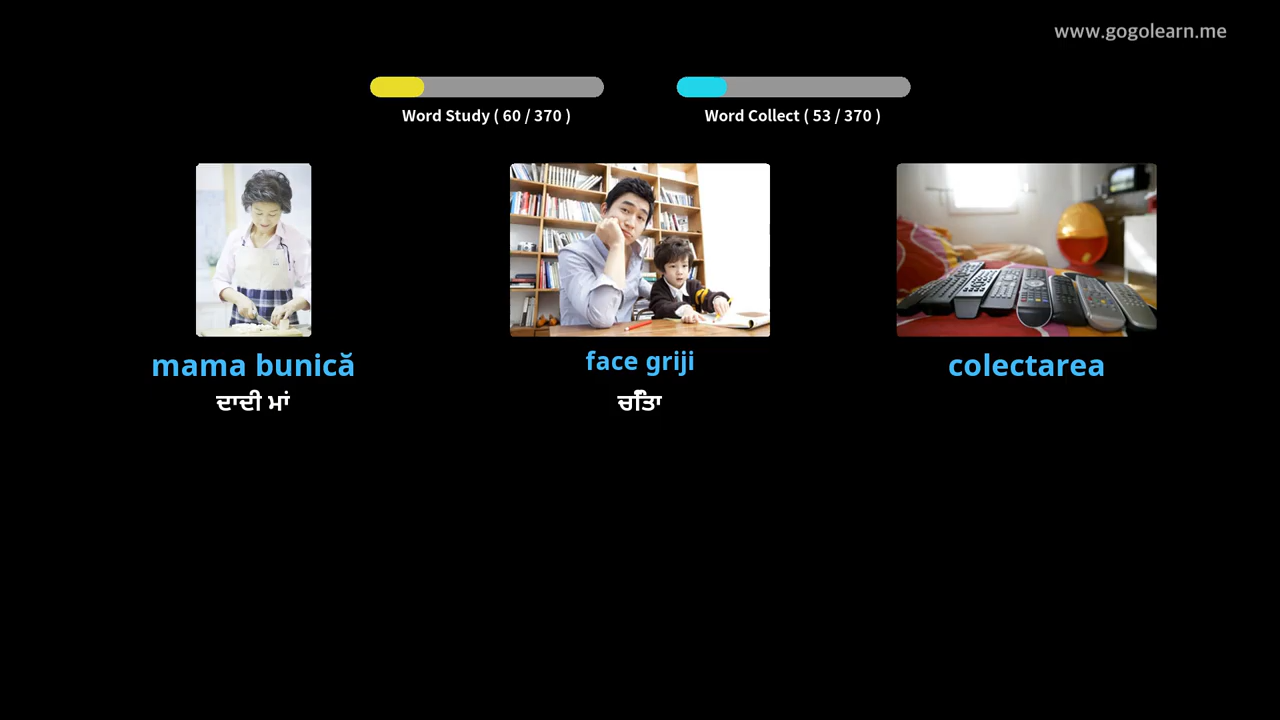 www.gogolearn.me
Word Study ( 60 / 370 )
Word Collect ( 53 / 370 )
mama bunică
face griji
colectarea
ਦਾਦੀ ਮਾਂ
ਚਿੰਤਾ